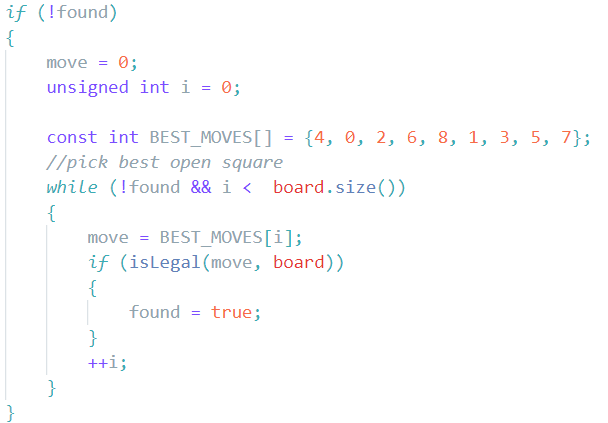 if (!found)
{
    move = 0;
    unsigned int i = 0;

    const int BEST_MOVES[] = {4, 0, 2, 6, 8, 1, 3, 5, 7};
    //pick best open square
    while (!found && i <  board.size())
    {
        move = BEST_MOVES[i];
        if (isLegal(move, board))
        {
            found = true;
        }
        ++i;
    }
}